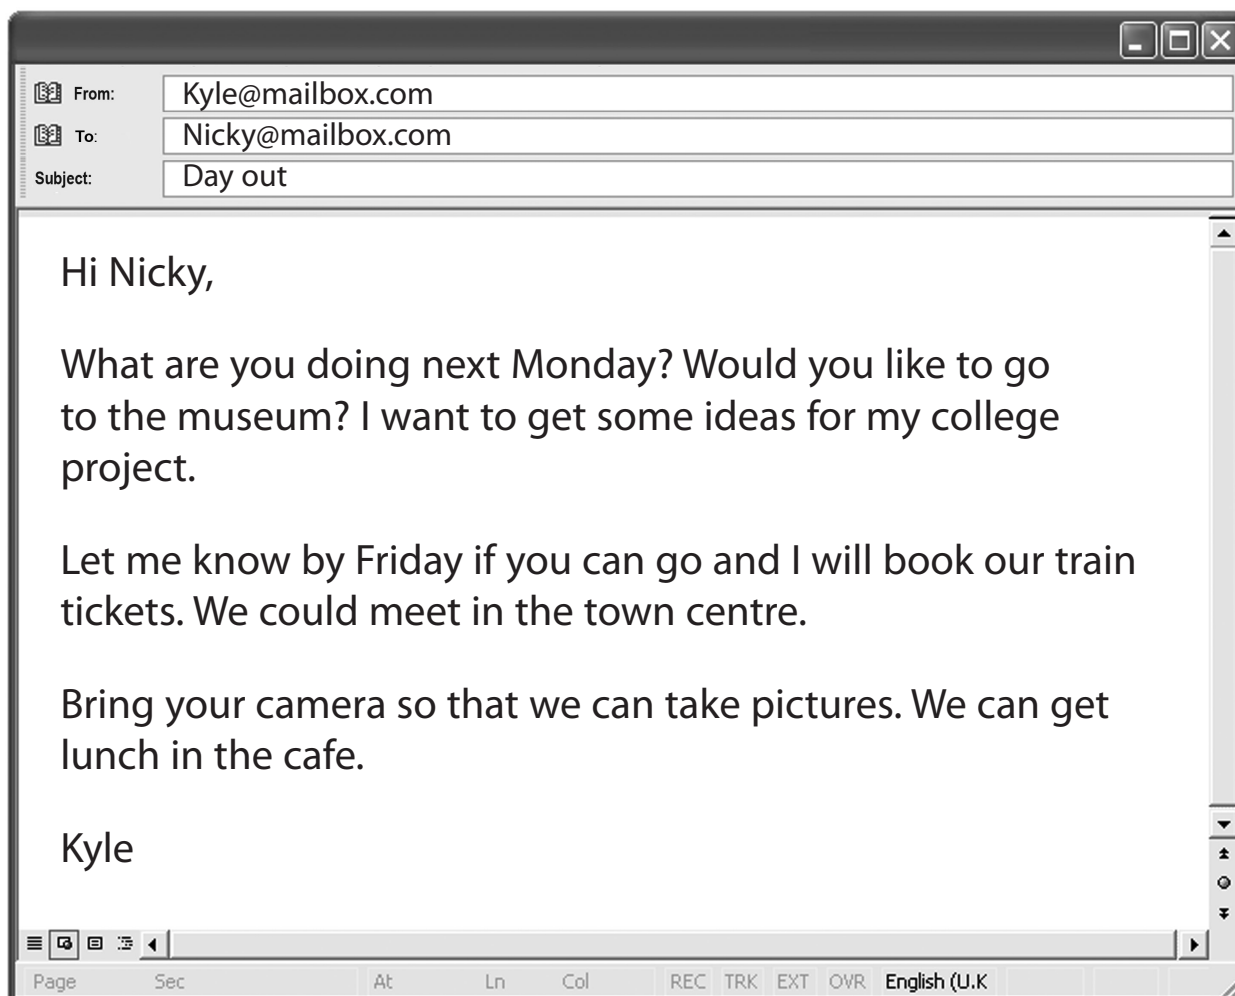 From: Kyle@mailbox.com
To: Nicky@mailbox.com
Subject: Day out
Hi Nicky,
What are you doing next Monday? Would you like to go
to the museum? I want to get some ideas for my college
project.
Let me know by Friday if you can go and I will book our train
tickets. We could meet in the town centre.
Bring your camera so that we can take pictures. We can get
lunch in the cafe.
Kyle
Page Sec At Ln Col REC TRK EXT OVR English (U.K